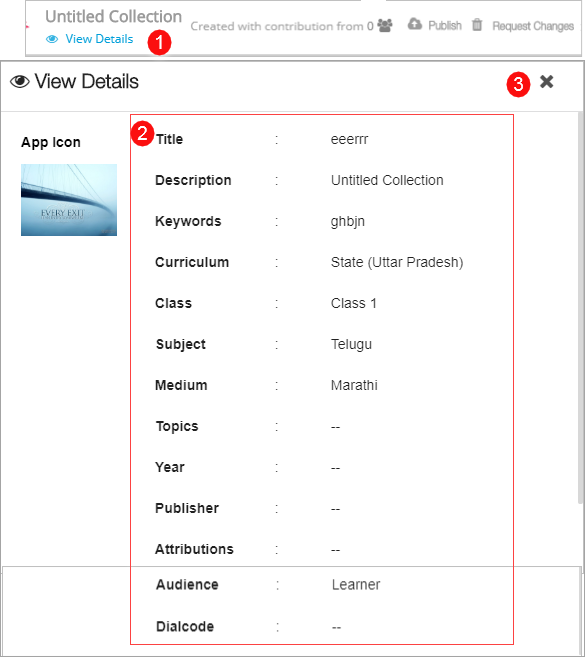 Untitled Collection
View Details
1
Created with contribution from 0
Publish
Request Changes
View Details
3
App Icon
EVERY EXIT
2
Title : eeerrr
Description : Untitled Collection
Keywords : ghbjn
Curriculum : State (Uttar Pradesh)
Class : Class 1
Subject : Telugu
Medium : Marathi
Topics : --
Year : --
Publisher : --
Attributions : --
Audience : Learner
Dialcode : --